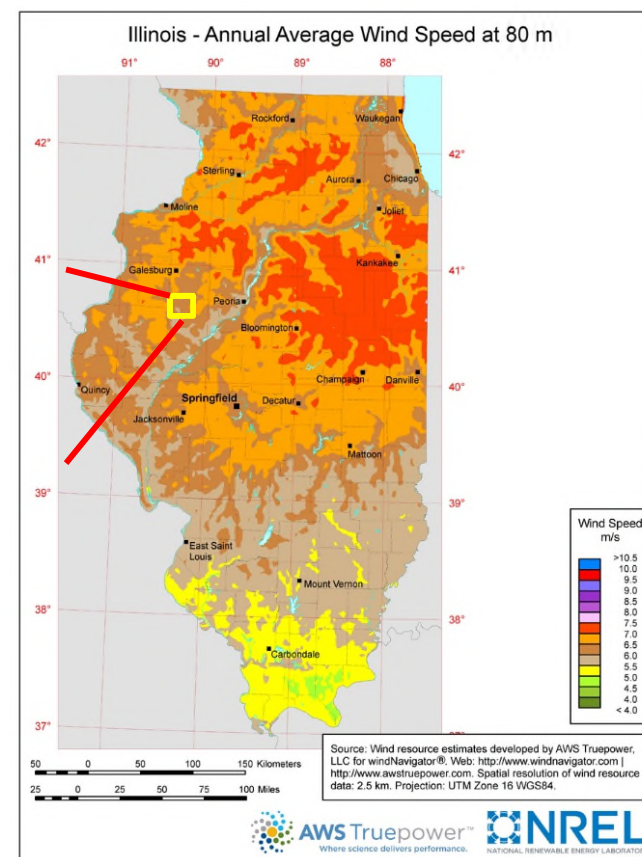 Illinois - Annual Average Wind Speed at 80 m
91° 90° 89° 88°
42°
Rockford
Waukegan
42°
Sterling
Aurora
Chicago
Moline
Joliet
41°
Galesburg
Kankakee
41°
Peoria
Bloomington
40°
Quincy
Springfield
Champaign
Danville
40°
Decatur
Jacksonville
Mattoon
39°
39°
East Saint
Louis
Mount Vernon
38°
38°
Carbondale
37°
Wind Speed
m/s
>10.5
10.0
9.5
9.0
8.5
8.0
7.5
7.0
6.5
6.0
5.5
5.0
4.5
4.0
< 4.0
Source: Wind resource estimates developed by AWS Truepower,
LLC for windNavigator®. Web: http://www.windnavigator.com |
http://www.awstruepower.com. Spatial resolution of wind resource
data: 2.5 km. Projection: UTM Zone 16 WGS84.
50 0 50 100 150 Kilometers
25 0 25 50 75 100 Miles
AWS Truepower™
Where science delivers performance.
NREL
NATIONAL RENEWABLE ENERGY LABORATO